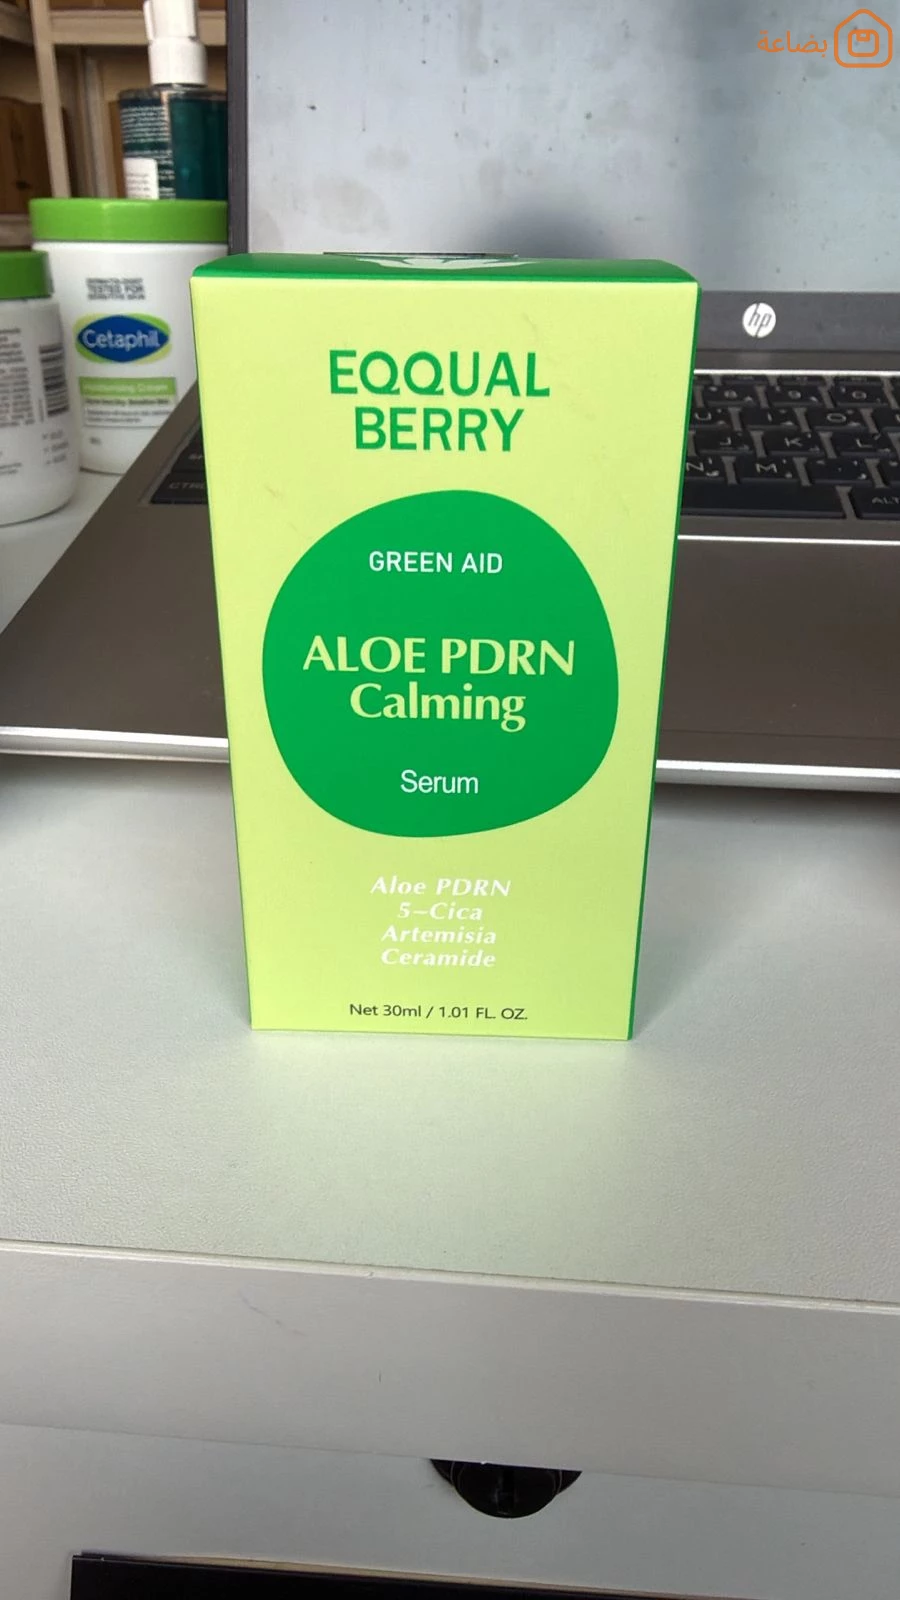 بضاعة
Cetaphil
hp
EQQUAL
BERRY
GREEN AID
ALOE PDRN
Calming
Serum
Aloe PDRN
5-Cica
Artemisia
Ceramide
Net 30ml / 1.01 FL. OZ.